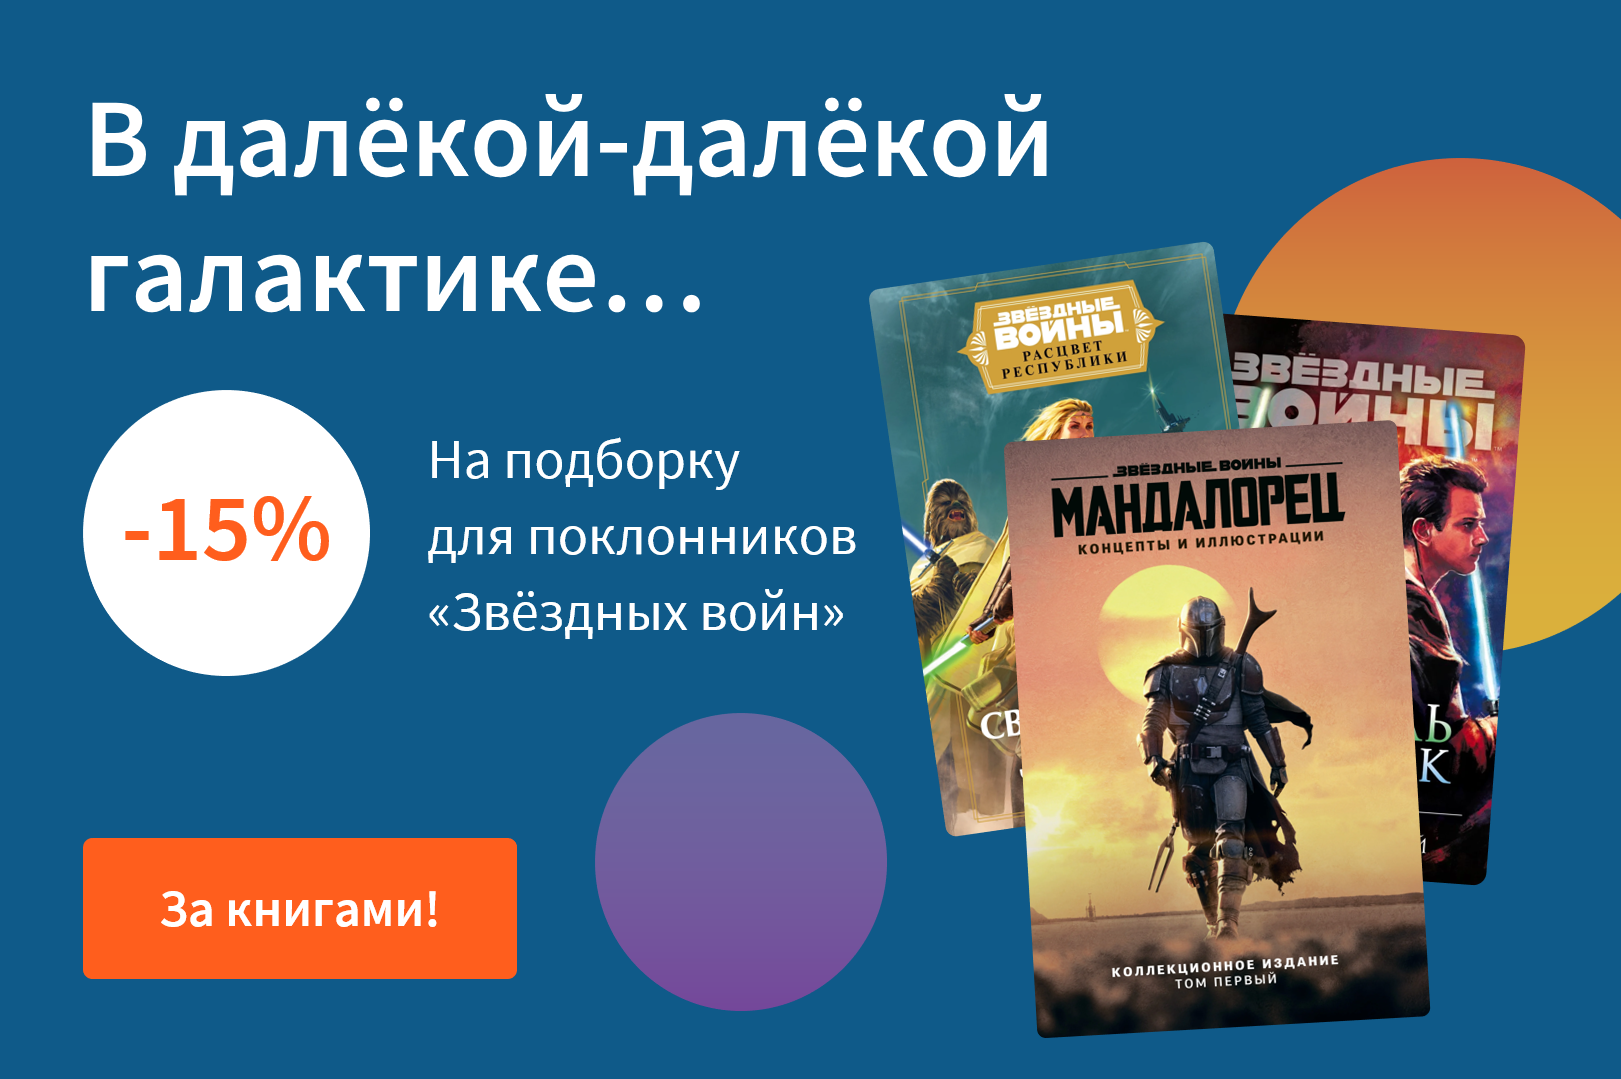 В далёкой-далёкой
галактике...
-15%
На подборку
для поклонников
«Звёздных войн»
За книгами!
ЗВЁЗДНЫЕ
ВОЙНЫ
РАСЦВЕТ
РЕСПУБЛИКИ
ЗВЁЗДНЫЕ
ВОЙНЫ
ЗВЁЗДНЫЕ ВОЙНЫ
МАНДАЛОРЕЦ
КОНЦЕПТЫ И ИЛЛЮСТРАЦИИ
КОЛЛЕКЦИОННОЕ ИЗДАНИЕ
ТОМ ПЕРВЫЙ